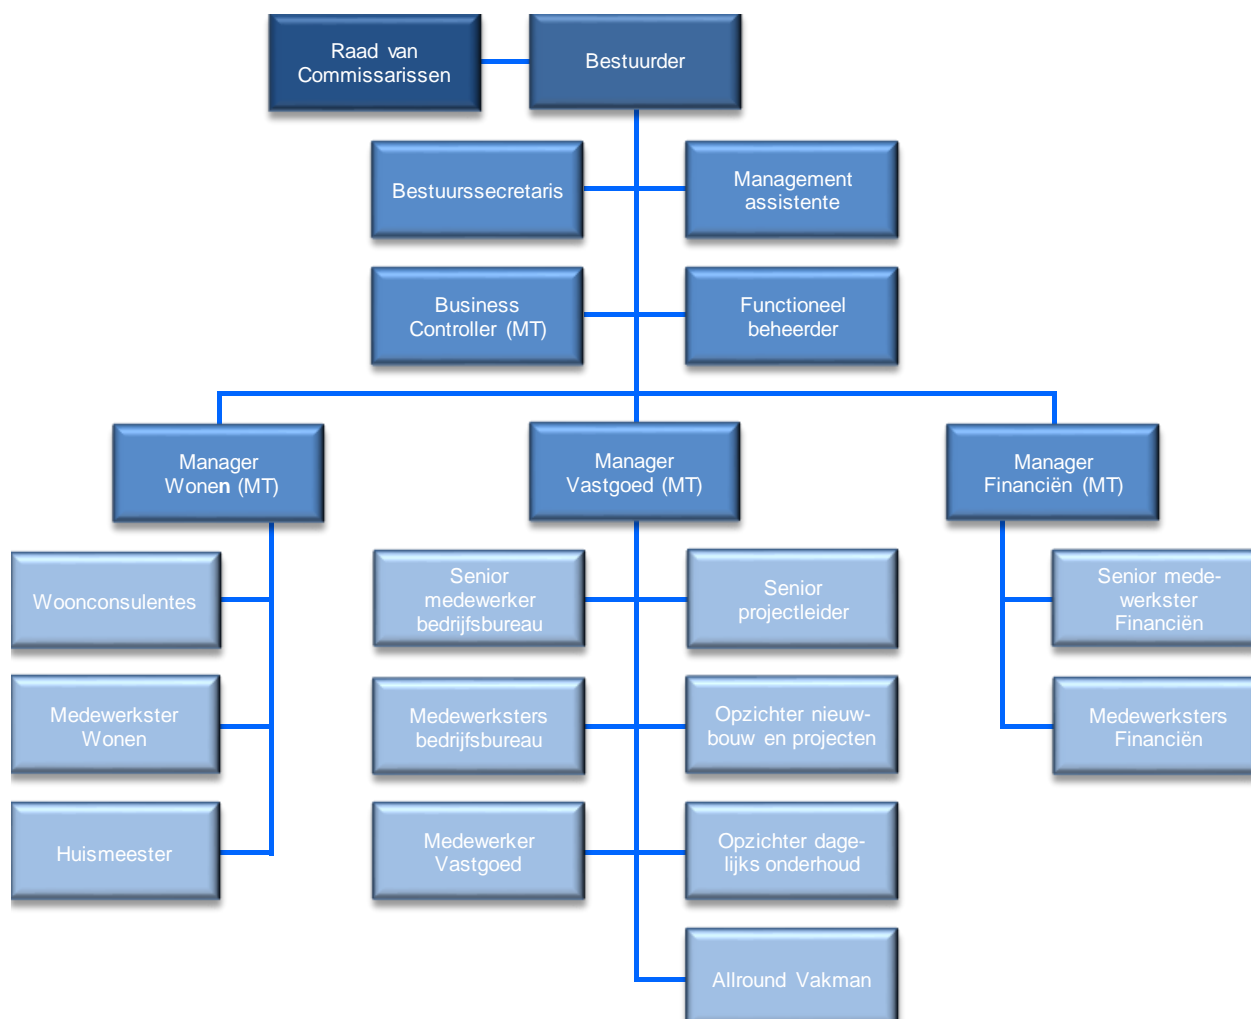 Raad van
Commissarissen
Bestuurder
Bestuurssecretaris
Management
assistente
Business
Controller (MT)
Functioneel
beheerder
Manager
Wonen (MT)
Manager
Vastgoed (MT)
Manager
Financiën (MT)
Woonconsulentes
Senior
medewerker
bedrijfsbureau
Senior
projectleider
Senior mede-
werkster
Financiën
Medewerkster
Wonen
Medewerksters
bedrijfsbureau
Opzichter nieuw-
bouw en projecten
Medewerksters
Financiën
Huismeester
Medewerker
Vastgoed
Opzichter dage-
lijks onderhoud
Allround Vakman